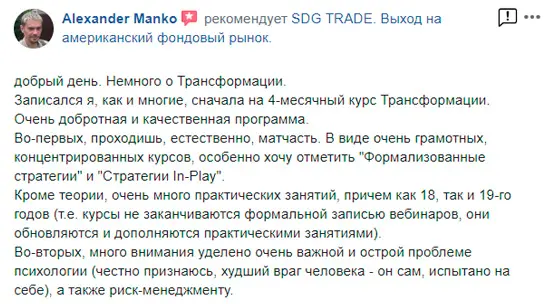 Alexander Manko рекомендует SDG TRADE. Выход на
американский фондовый рынок.
добрый день. Немного о Трансформации.
Записался я, как и многие, сначала на 4-месячный курс Трансформации.
Очень добротная и качественная программа.
Во-первых, проходишь, естественно, матчасть. В виде очень грамотных,
концентрированных курсов, особенно хочу отметить "Формализованные
стратегии" и "Стратегии In-Play".
Кроме теории, очень много практических занятий, причем как 18, так и 19-го
годов (т.е. курсы не заканчиваются формальной записью вебинаров, они
обновляются и дополняются практическими занятиями).
Во-вторых, много внимания уделено очень важной и острой проблеме
психологии (честно признаюсь, худший враг человека - он сам, испытано на
себе), а также риск-менеджменту.